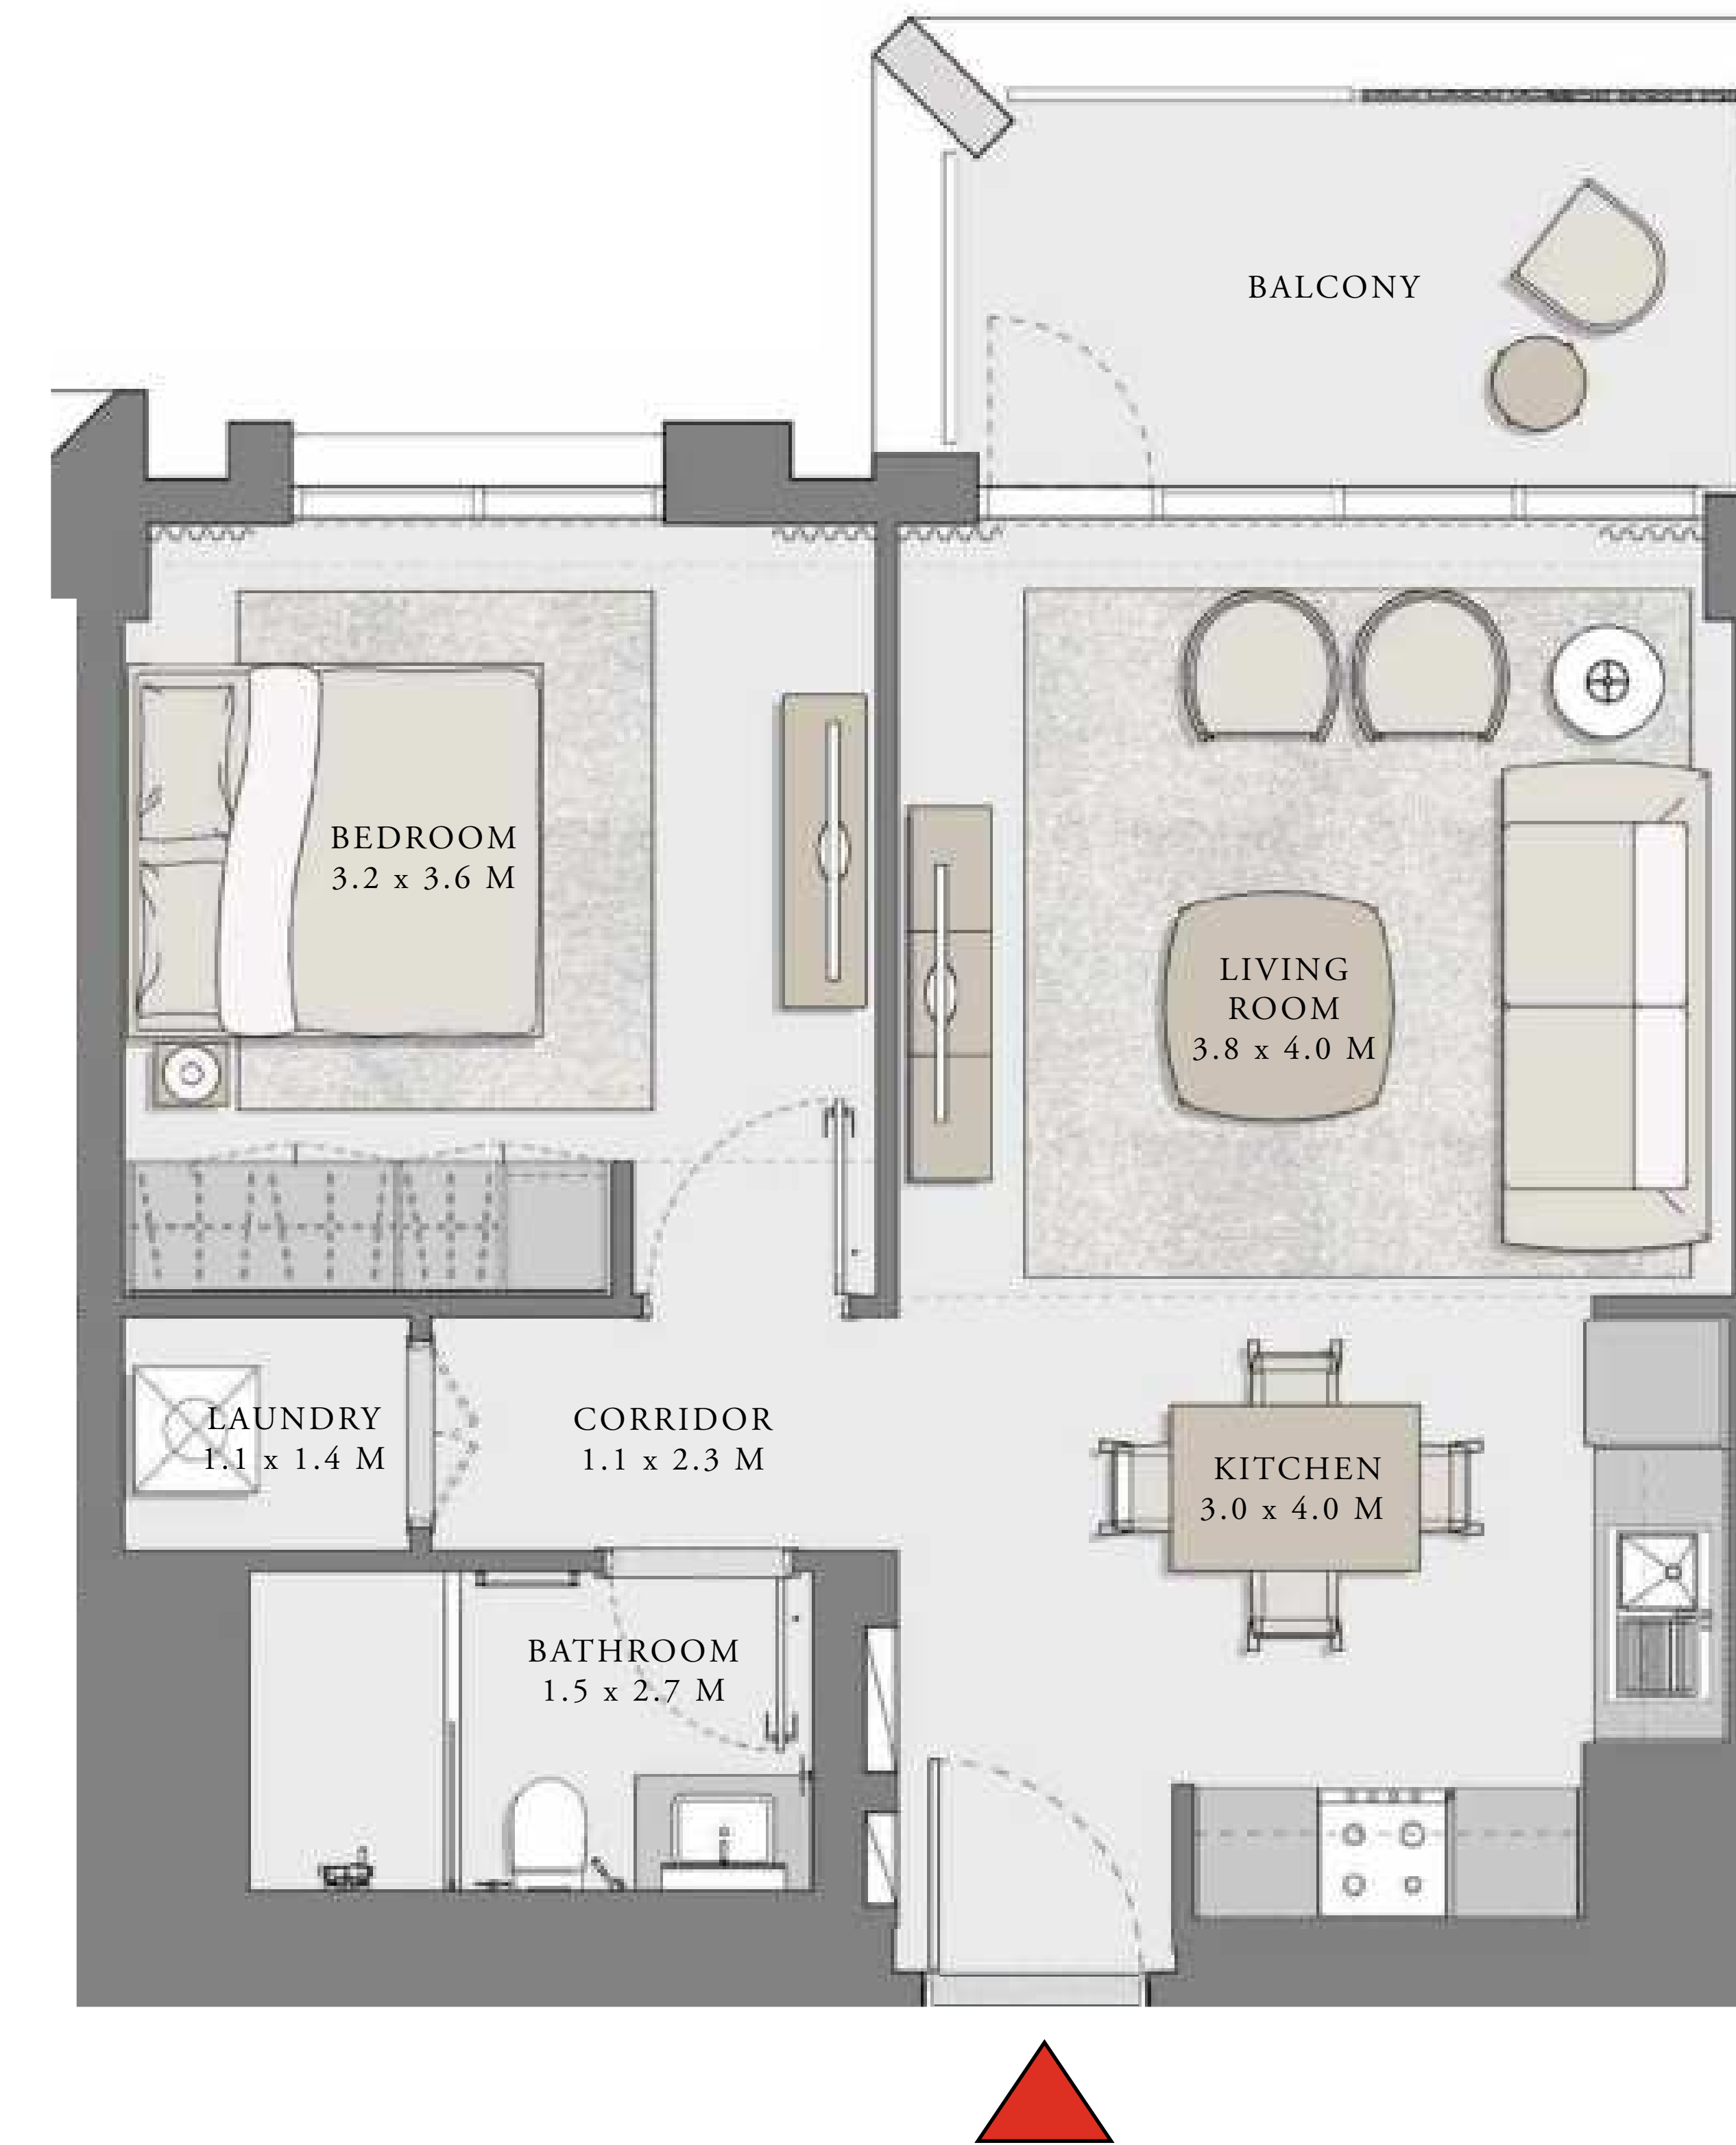 BALCONY
BEDROOM
3.2 x 3.6 M
LIVING
ROOM
3.8 x 4.0 M
LAUNDRY
1.1 x 1.4 M
CORRIDOR
1.1 x 2.3 M
KITCHEN
3.0 x 4.0 M
BATHROOM
1.5 x 2.7 M